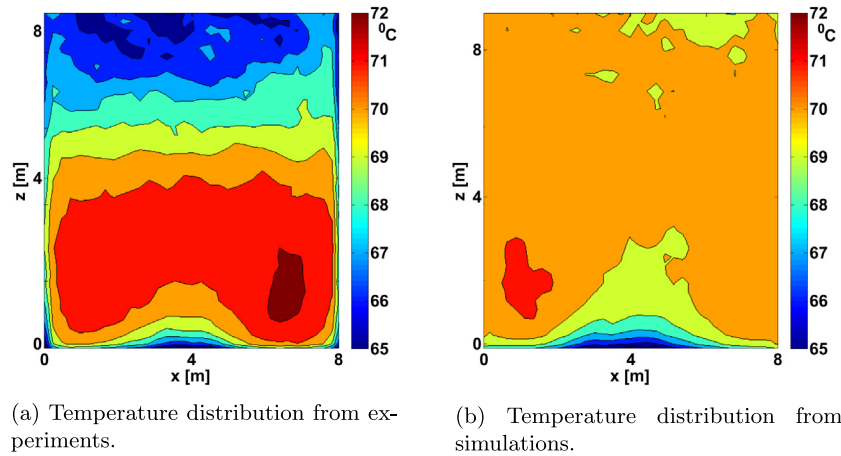 8
4
0
z [m]
0
4
8
x [m]
72
⁰C
71
70
69
68
67
66
65
(a) Temperature distribution from ex-
periments.
8
4
0
z [m]
0
4
8
x [m]
72
⁰C
71
70
69
68
67
66
65
(b) Temperature distribution from
simulations.